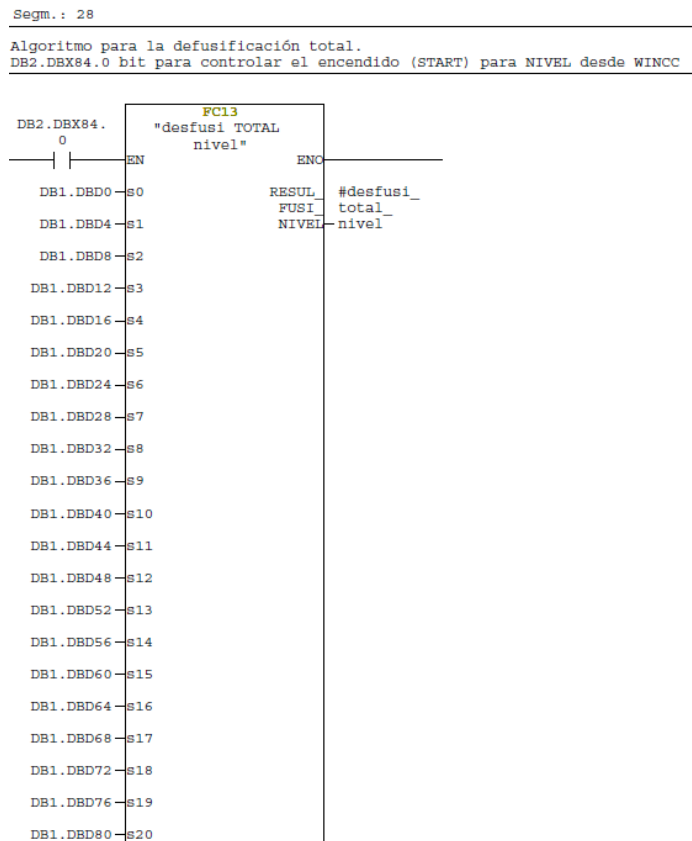 Segm.: 28
Algoritmo para la defusificación total.
DB2.DBX84.0 bit para controlar el encendido (START) para NIVEL desde WINCC
FC13
DB2.DBX84.
0
"desfusi TOTAL
nivel"
EN ENO
DB1.DBD0 s0 RESUL_ #desfusi_
FUSI_ total_
DB1.DBD4 s1 NIVEL nivel
DB1.DBD8 s2
DB1.DBD12 s3
DB1.DBD16 s4
DB1.DBD20 s5
DB1.DBD24 s6
DB1.DBD28 s7
DB1.DBD32 s8
DB1.DBD36 s9
DB1.DBD40 s10
DB1.DBD44 s11
DB1.DBD48 s12
DB1.DBD52 s13
DB1.DBD56 s14
DB1.DBD60 s15
DB1.DBD64 s16
DB1.DBD68 s17
DB1.DBD72 s18
DB1.DBD76 s19
DB1.DBD80 s20